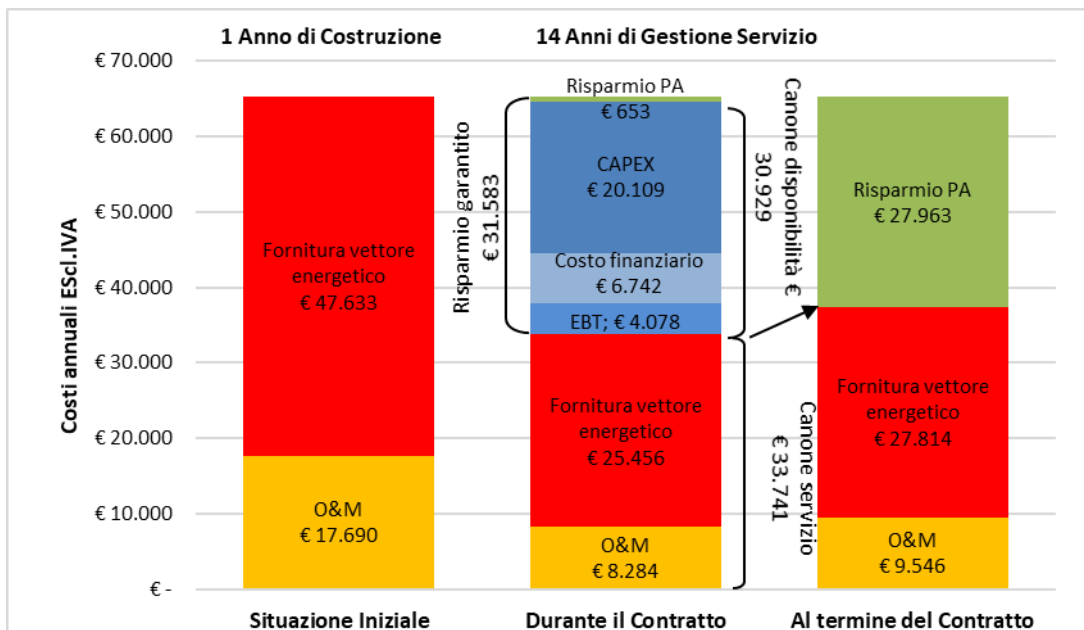 1 Anno di Costruzione
14 Anni di Gestione Servizio
Costi annuali EScl.IVA
€ 70.000
€ 60.000
€ 50.000
€ 40.000
€ 30.000
€ 20.000
€ 10.000
€ -
Fornitura vettore
energetico
€ 47.633
O&M
€ 17.690
Risparmio garantito
€ 31.583
Risparmio PA
€ 653
CAPEX
€ 20.109
Costo finanziario
€ 6.742
EBT; € 4.078
Fornitura vettore
energetico
€ 25.456
O&M
€ 8.284
Canone disponibilità €
30.929
Canone servizio
€ 33.741
Risparmio PA
€ 27.963
Fornitura vettore
energetico
€ 27.814
O&M
€ 9.546
Situazione Iniziale
Durante il Contratto
Al termine del Contratto